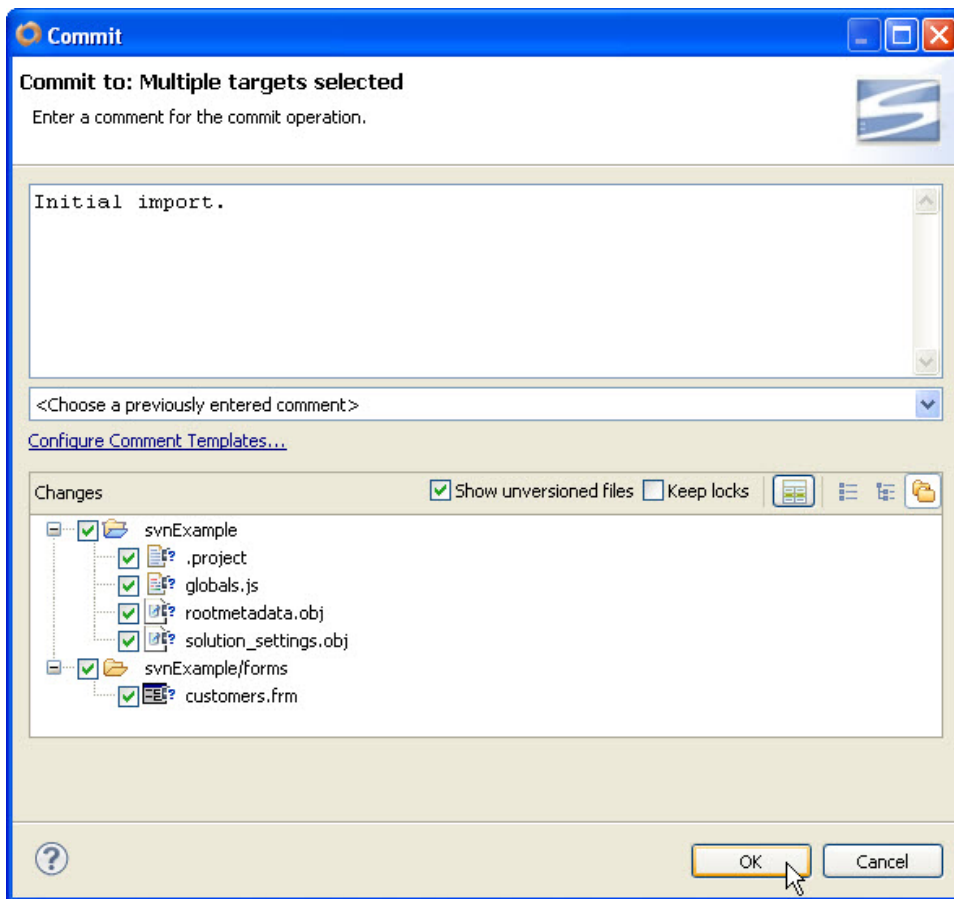 Commit
Commit to: Multiple targets selected
Enter a comment for the commit operation.
Initial import.
<Choose a previously entered comment>
Configure Comment Templates...
Changes Show unversioned files Keep locks
svnExample
.project
globals.js
rootmetadata.obj
solution_settings.obj
svnExample/forms
customers.frm
OK Cancel